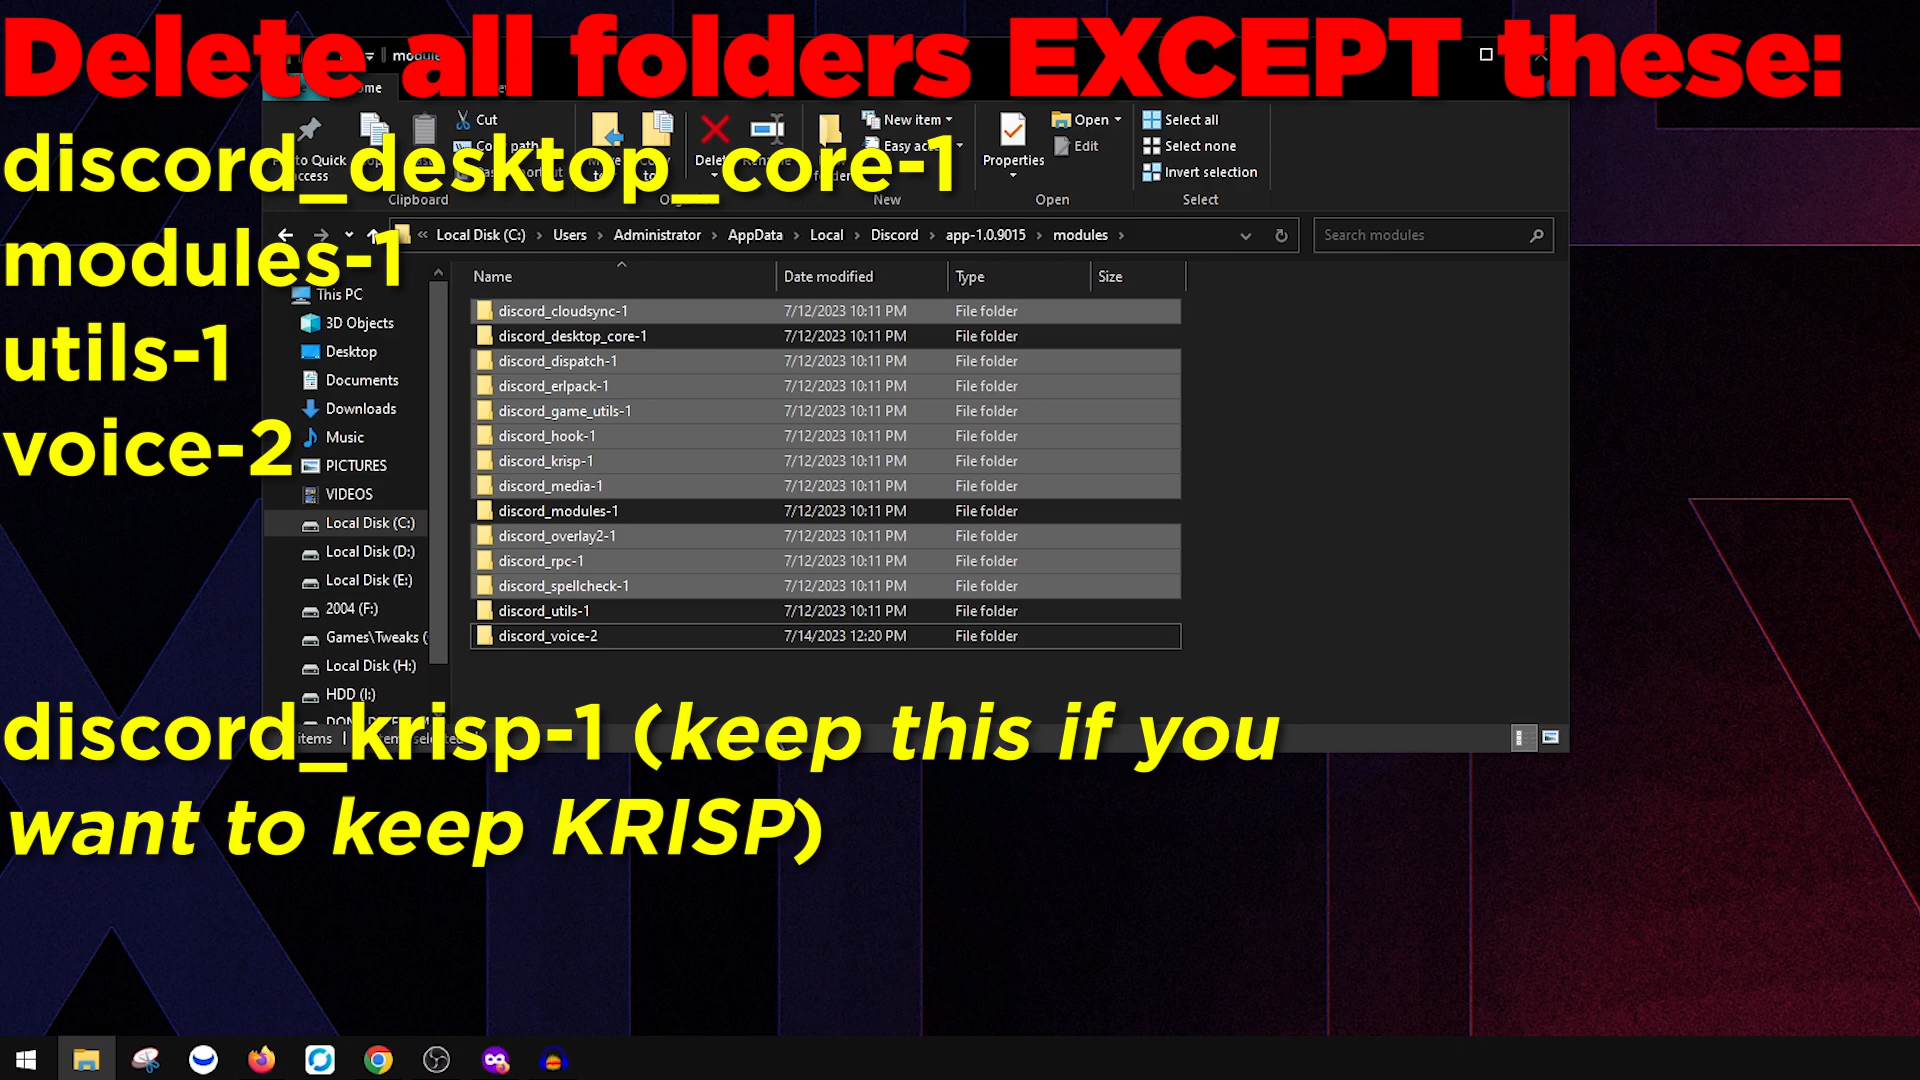 Delete all folders EXCEPT these:
discord_desktop_core-1
modules-1
utils-1
voice-2
discord_krisp-1 (keep this if you
want to keep KRISP)
Cut
New item
Open
Select all
Edit
Select none
Properties
Invert selection
Clipboard
New
Open
Select
« Local Disk (C:) › Users › Administrator › AppData › Local › Discord › app-1.0.9015 › modules ›
Search modules
Name Date modified Type Size
This PC
3D Objects
Desktop
Documents
Downloads
Music
PICTURES
VIDEOS
Local Disk (C:)
Local Disk (D:)
Local Disk (E:)
2004 (F:)
Games\Tweaks (
Local Disk (H:)
HDD (I:)
discord_cloudsync-1 7/12/2023 10:11 PM File folder
discord_desktop_core-1 7/12/2023 10:11 PM File folder
discord_dispatch-1 7/12/2023 10:11 PM File folder
discord_erlpack-1 7/12/2023 10:11 PM File folder
discord_game_utils-1 7/12/2023 10:11 PM File folder
discord_hook-1 7/12/2023 10:11 PM File folder
discord_krisp-1 7/12/2023 10:11 PM File folder
discord_media-1 7/12/2023 10:11 PM File folder
discord_modules-1 7/12/2023 10:11 PM File folder
discord_overlay2-1 7/12/2023 10:11 PM File folder
discord_rpc-1 7/12/2023 10:11 PM File folder
discord_spellcheck-1 7/12/2023 10:11 PM File folder
discord_utils-1 7/12/2023 10:11 PM File folder
discord_voice-2 7/14/2023 12:20 PM File folder
items